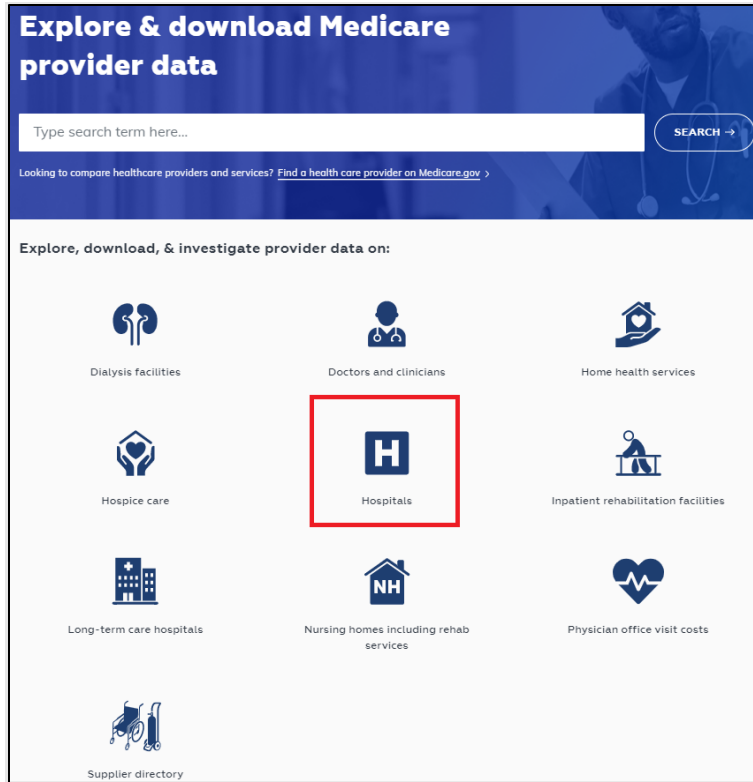 Explore & download Medicare
provider data
Type search term here...
SEARCH →
Looking to compare healthcare providers and services? Find a health care provider on Medicare.gov >
Explore, download, & investigate provider data on:
Dialysis facilities
Doctors and clinicians
Home health services
Hospice care
H
Hospitals
Inpatient rehabilitation facilities
Long-term care hospitals
NH
Nursing homes including rehab
services
Physician office visit costs
Supplier directory